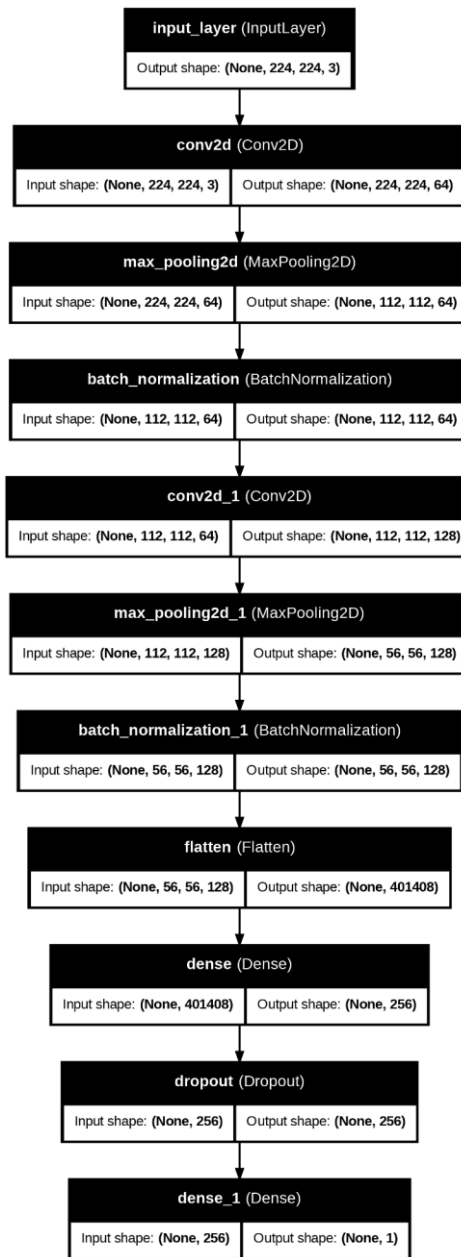 input_layer (InputLayer)
Output shape: (None, 224, 224, 3)
conv2d (Conv2D)
Input shape: (None, 224, 224, 3) Output shape: (None, 224, 224, 64)
max_pooling2d (MaxPooling2D)
Input shape: (None, 224, 224, 64) Output shape: (None, 112, 112, 64)
batch_normalization (BatchNormalization)
Input shape: (None, 112, 112, 64) Output shape: (None, 112, 112, 64)
conv2d_1 (Conv2D)
Input shape: (None, 112, 112, 64) Output shape: (None, 112, 112, 128)
max_pooling2d_1 (MaxPooling2D)
Input shape: (None, 112, 112, 128) Output shape: (None, 56, 56, 128)
batch_normalization_1 (BatchNormalization)
Input shape: (None, 56, 56, 128) Output shape: (None, 56, 56, 128)
flatten (Flatten)
Input shape: (None, 56, 56, 128) Output shape: (None, 401408)
dense (Dense)
Input shape: (None, 401408) Output shape: (None, 256)
dropout (Dropout)
Input shape: (None, 256) Output shape: (None, 256)
dense_1 (Dense)
Input shape: (None, 256) Output shape: (None, 1)